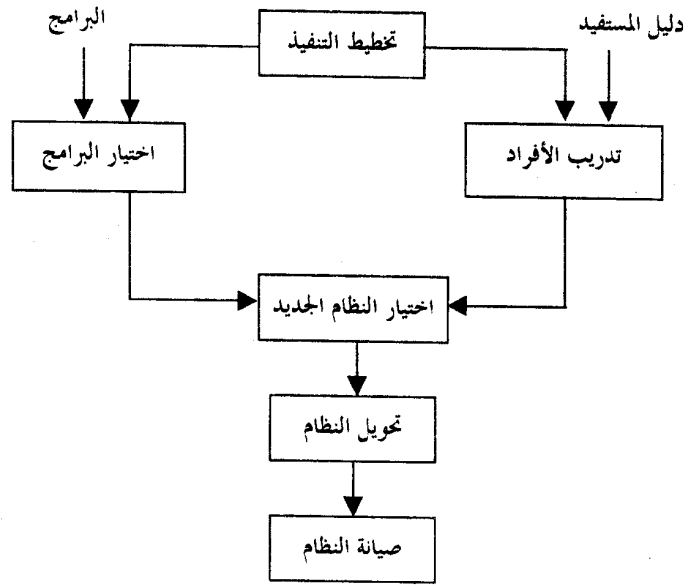 دليل المستفيد
تخطيط التنفيذ
البرامج
تدريب الأفراد
اختيار البرامج
اختيار النظام الجديد
تحويل النظام
صيانة النظام